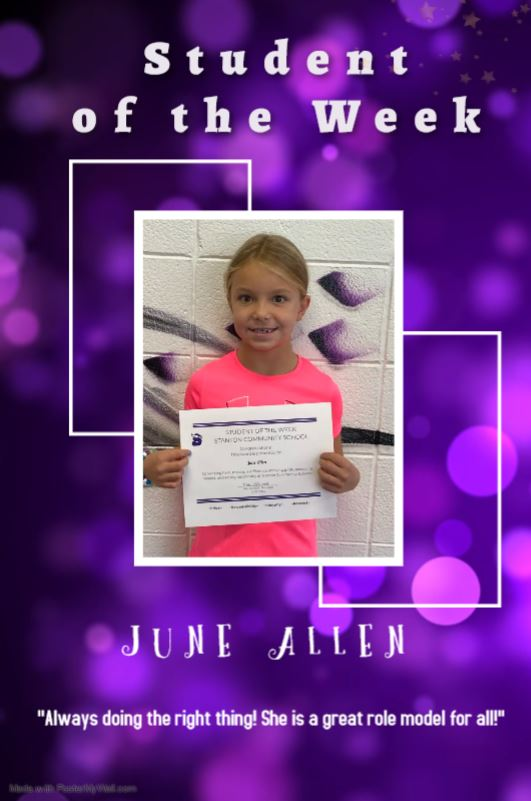 Student
of the Week
STUDENT OF THE WEEK
STANTON COMMUNITY SCHOOL
JUNE ALLEN
"Always doing the right thing! She is a great role model for all!"
Made with PosterMyWall.com